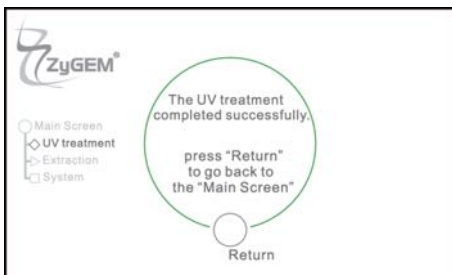 ZyGEM®
Main Screen
UV treatment
Extraction
System
The UV treatment
completed successfully.
press “Return”
to go back to
the “Main Screen”
Return